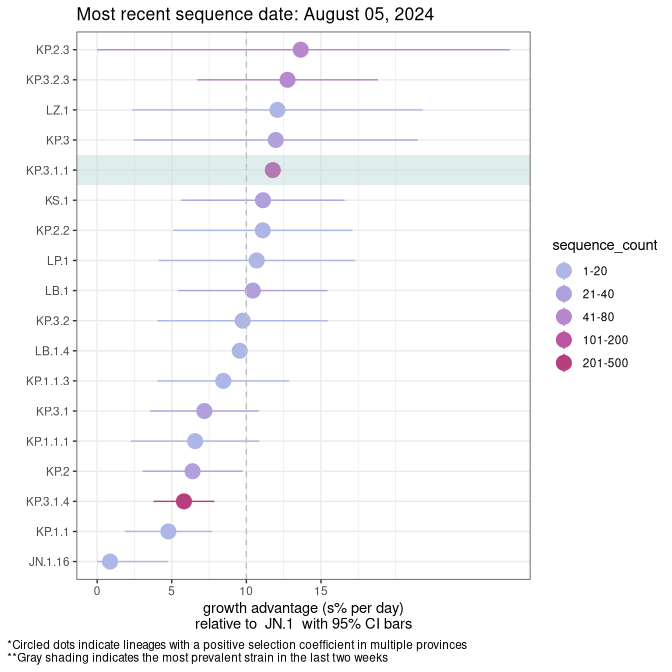 Most recent sequence date: August 05, 2024
KP.2.3
KP.3.2.3
LZ.1
KP.3
KP.3.1.1
KS.1
KP.2.2
LP.1
LB.1
KP.3.2
LB.1.4
KP.1.1.3
KP.3.1
KP.1.1.1
KP.2
KP.3.1.4
KP.1.1
JN.1.16
0 5 10 15
growth advantage (s% per day)
relative to JN.1 with 95% CI bars
sequence_count
1-20
21-40
41-80
101-200
201-500
*Circled dots indicate lineages with a positive selection coefficient in multiple provinces
**Gray shading indicates the most prevalent strain in the last two weeks